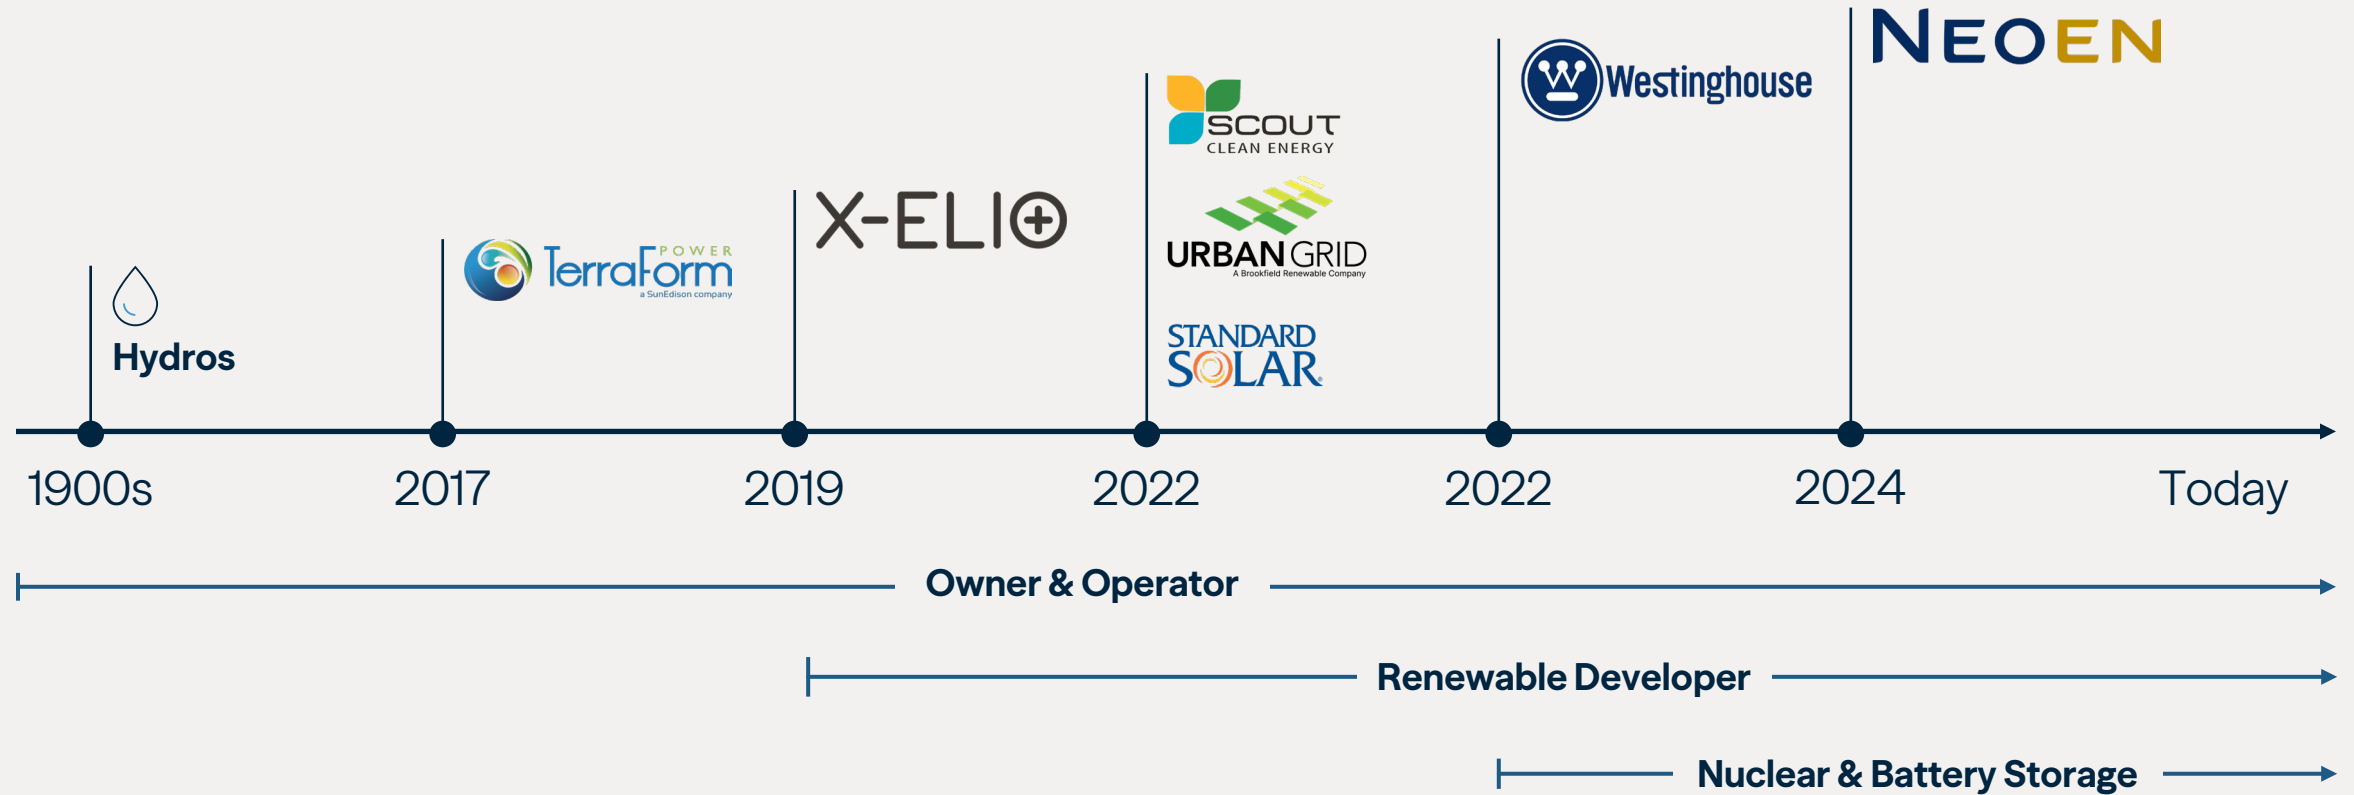 NEOEN
Westinghouse
SCOUT
CLEAN ENERGY
X-ELIO
URBAN GRID
A Brookfield Renewable Company
POWER
TerraForm
a SunEdison company
Hydros
STANDARD
SOLAR®
1900s
2017
2019
2022
2022
2024
Today
Owner & Operator
Renewable Developer
Nuclear & Battery Storage